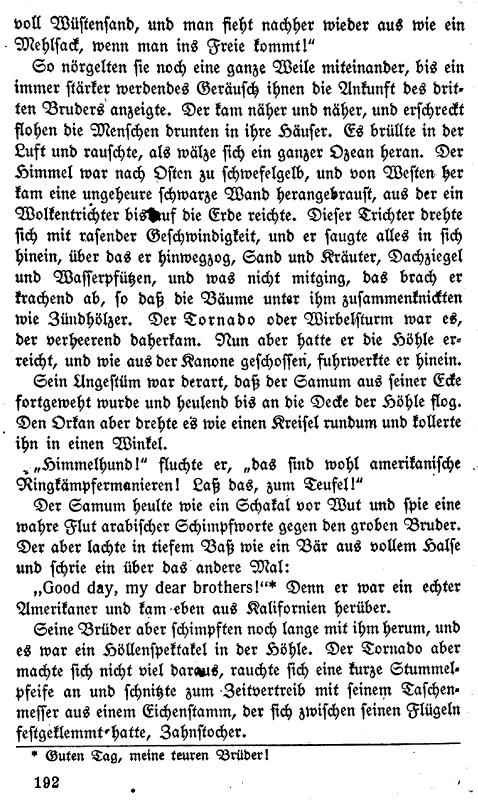 voll Wüstensand, und man sieht nachher wieder aus wie ein
Mehlsack, wenn man ins Freie kommt!“
So nörgelten sie noch eine ganze Weile miteinander, bis ein
immer stärker werdendes Geräusch ihnen die Ankunft des drit-
ten Bruders anzeigte. Der kam näher und näher, und erschreckt
flohen die Menschen drunten in ihre Häuser. Es brüllte in der
Luft und rauschte, als wälze sich ein ganzer Ozean heran. Der
Himmel war nach Osten zu schwefelgelb, und von Westen her
kam eine ungeheure schwarze Wand herangebraust, aus der ein
Wolkentrichter bis auf die Erde reichte. Dieser Trichter drehte
sich mit rasender Geschwindigkeit, und er saugte alles in sich
hinein, über das er hinwegzog, Sand und Kräuter, Dachziegel
und Wasserpfützen, und was nicht mitging, das brach er
krachend ab, so daß die Bäume unter ihm zusammenknickten
wie Zündhölzer. Der Tornado oder Wirbelsturm war es,
der verheerend daherkam. Nun aber hatte er die Höhle er-
reicht, und wie aus der Kanone geschossen, fuhrwerkte er hinein.
Sein Ungestüm war derart, daß der Samum aus seiner Ecke
fortgeweht wurde und heulend bis an die Decke der Höhle flog.
Den Orkan aber drehte es wie einen Kreisel rundum und kollerte
ihn in einen Winkel.
„Himmelhund!“ fluchte er, „das sind wohl amerikanische
Ringkämpfermanieren! Laß das, zum Teufel!“
Der Samum heulte wie ein Schakal vor Wut und spie eine
wahre Flut arabischer Schimpfworte gegen den groben Bruder.
Der aber lachte in tiefem Baß wie ein Bär aus vollem Halse
und schrie ein über das andere Mal:
„Good day, my dear brothers!“* Denn er war ein echter
Amerikaner und kam eben aus Kalifornien herüber.
Seine Brüder aber schimpften noch lange mit ihm herum, und
es war ein Höllenspektakel in der Höhle. Der Tornado aber
machte sich nicht viel daraus, rauchte sich eine kurze Stummel-
pfeife an und schnitzte zum Zeitvertreib mit seinem Taschen-
messer aus einem Eichenstamm, der sich zwischen seinen Flügeln
festgeklemmt hatte, Zahnstocher.
* Guten Tag, meine teuren Brüder!
192